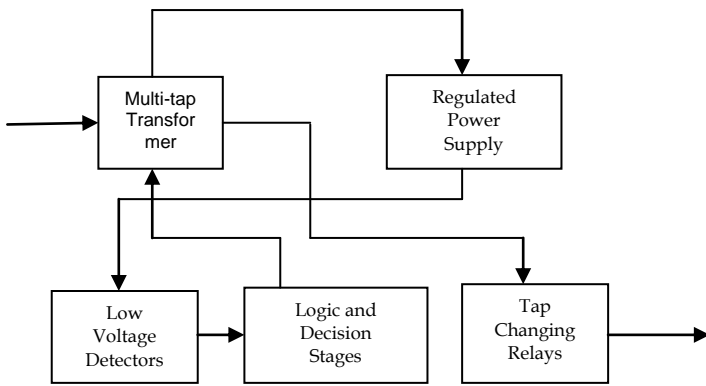 Multi-tap
Transfor
mer
Regulated
Power
Supply
Low
Voltage
Detectors
Logic and
Decision
Stages
Tap
Changing
Relays